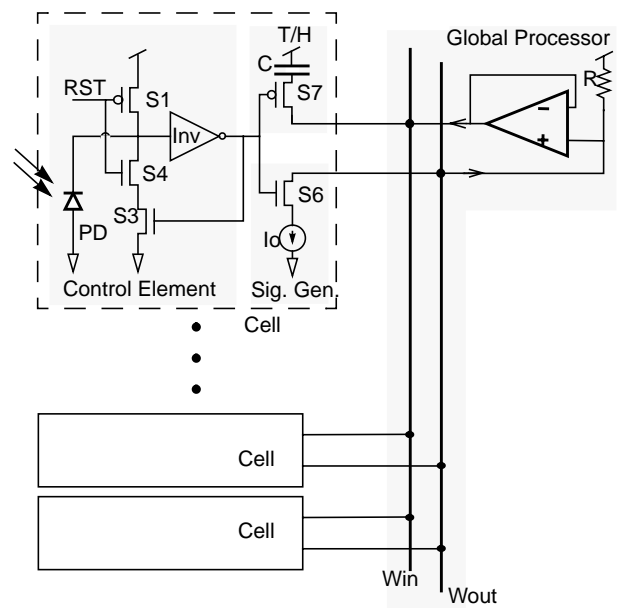 T/H
Global Processor
C
R
RST
S1
S7
Inv
-
+
S4
S6
S3
PD
Io
Control Element
Sig. Gen.
Cell
Cell
Cell
Win
Wout